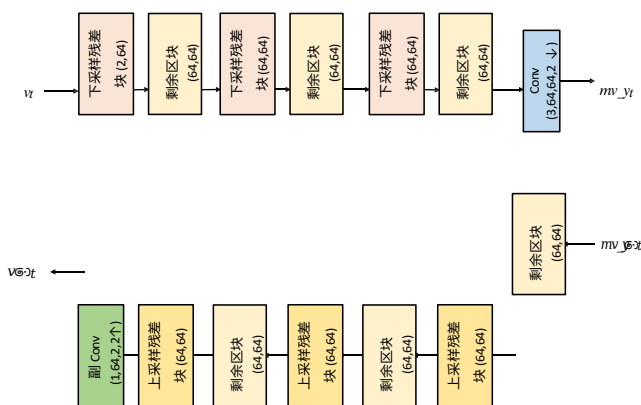 v_t
下采样残差
块 (2,64)
剩余区块
(64,64)
下采样残差
块 (64,64)
剩余区块
(64,64)
下采样残差
块 (64,64)
剩余区块
(64,64)
Conv
(3,64,64,2 ↓)
mv_y_t
剩余区块
(64,64)
副 Conv
(1,64,2,2个)
上采样残差
块 (64,64)
剩余区块
(64,64)
上采样残差
块 (64,64)
剩余区块
(64,64)
上采样残差
块 (64,64)